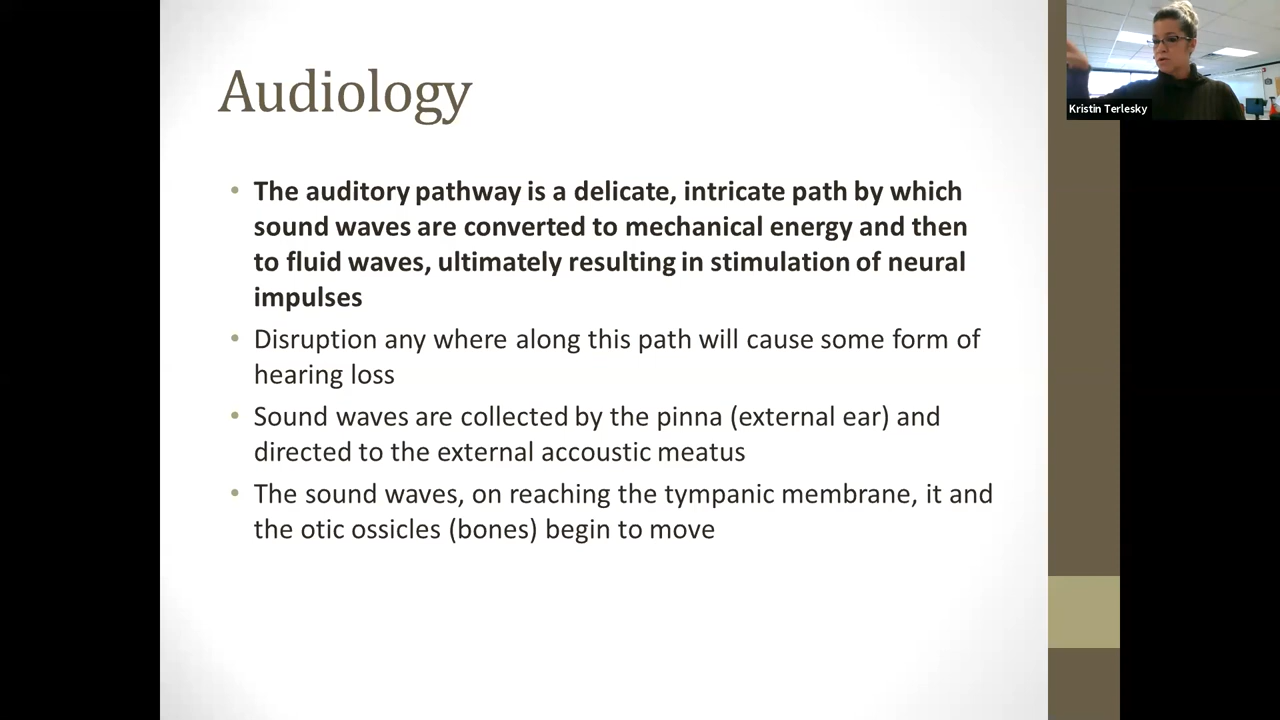 Audiology
• The auditory pathway is a delicate, intricate path by which
sound waves are converted to mechanical energy and then
to fluid waves, ultimately resulting in stimulation of neural
impulses
• Disruption any where along this path will cause some form of
hearing loss
• Sound waves are collected by the pinna (external ear) and
directed to the external accoustic meatus
• The sound waves, on reaching the tympanic membrane, it and
the otic ossicles (bones) begin to move
Kristin Terlesky